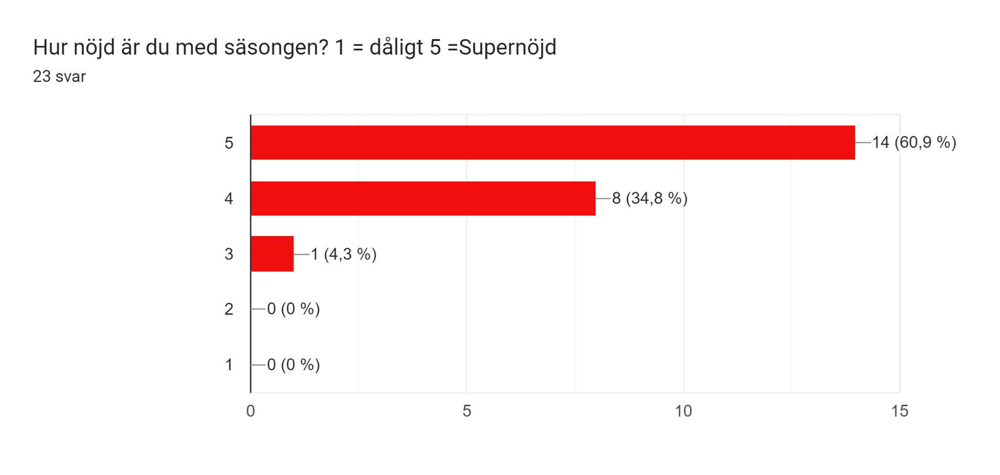 Hur nöjd är du med säsongen? 1 = dåligt 5 =Supernöjd
23 svar
5 14 (60,9 %)
4 8 (34,8 %)
3 1 (4,3 %)
2 0 (0 %)
1 0 (0 %)
0 5 10 15